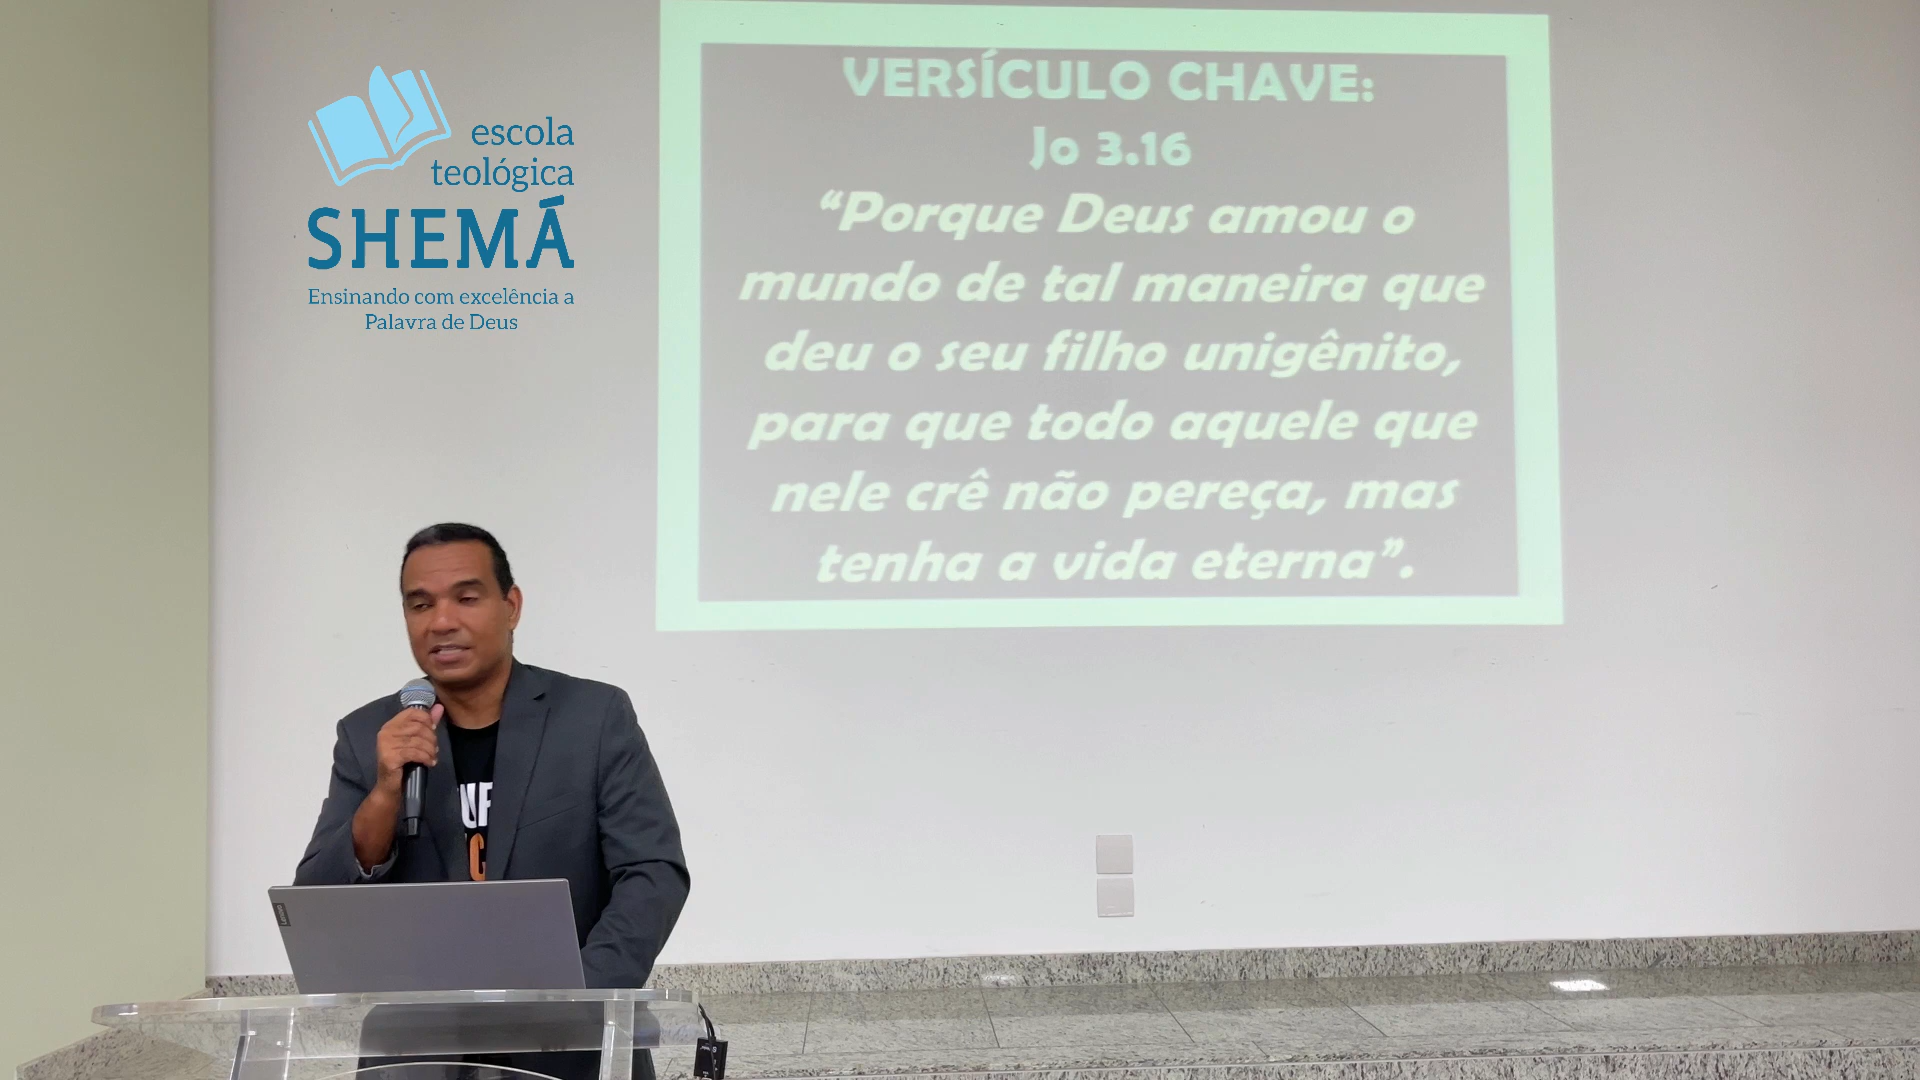 escola
teológica
SHEMÁ
Ensinando com excelência a
Palavra de Deus
VERSÍCULO CHAVE:
Jo 3.16
“Porque Deus amou o
mundo de tal maneira que
deu o seu filho unigênito,
para que todo aquele que
nele crê não pereça, mas
tenha a vida eterna”.
Lenovo